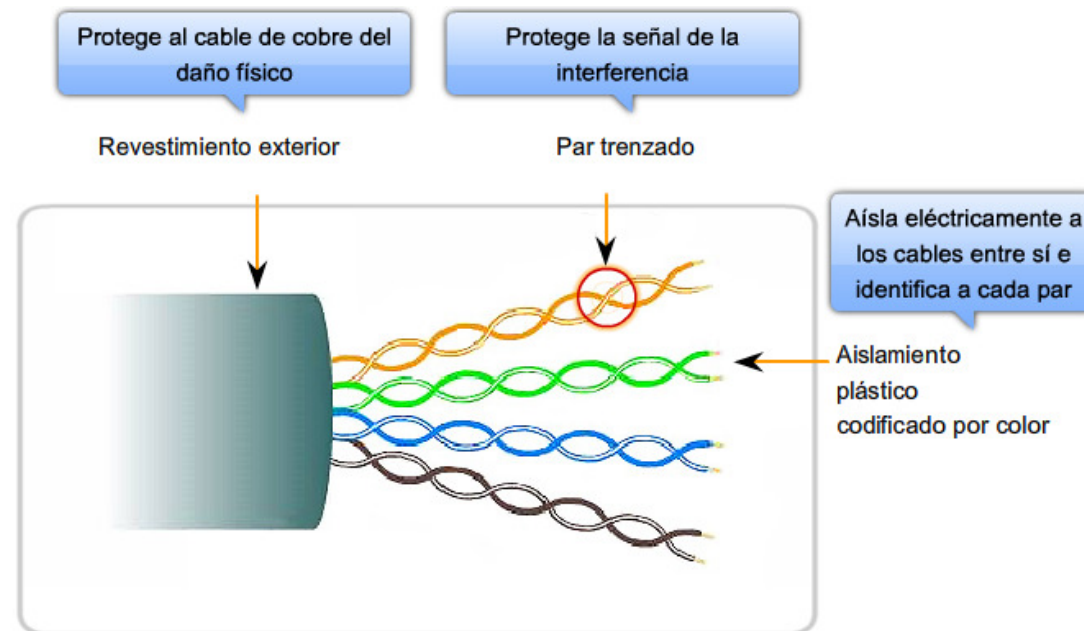 Protege al cable de cobre del
daño físico
Protege la señal de la
interferencia
Revestimiento exterior
Par trenzado
Aísla eléctricamente a
los cables entre sí e
identifica a cada par
Aislamiento
plástico
codificado por color